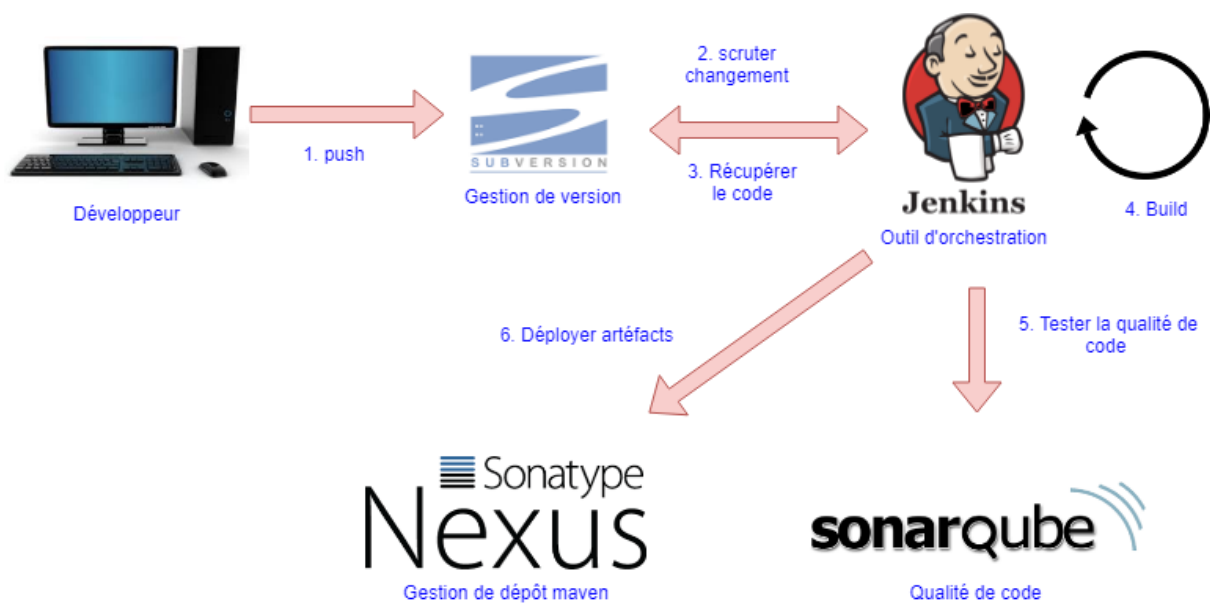 Développeur
1. push
SUBVERSION
Gestion de version
2. scruter
changement
3. Récupérer
le code
Jenkins
Outil d'orchestration
4. Build
6. Déployer artéfacts
5. Tester la qualité de
code
Sonatype
Nexus
Gestion de dépôt maven
sonarqube
Qualité de code